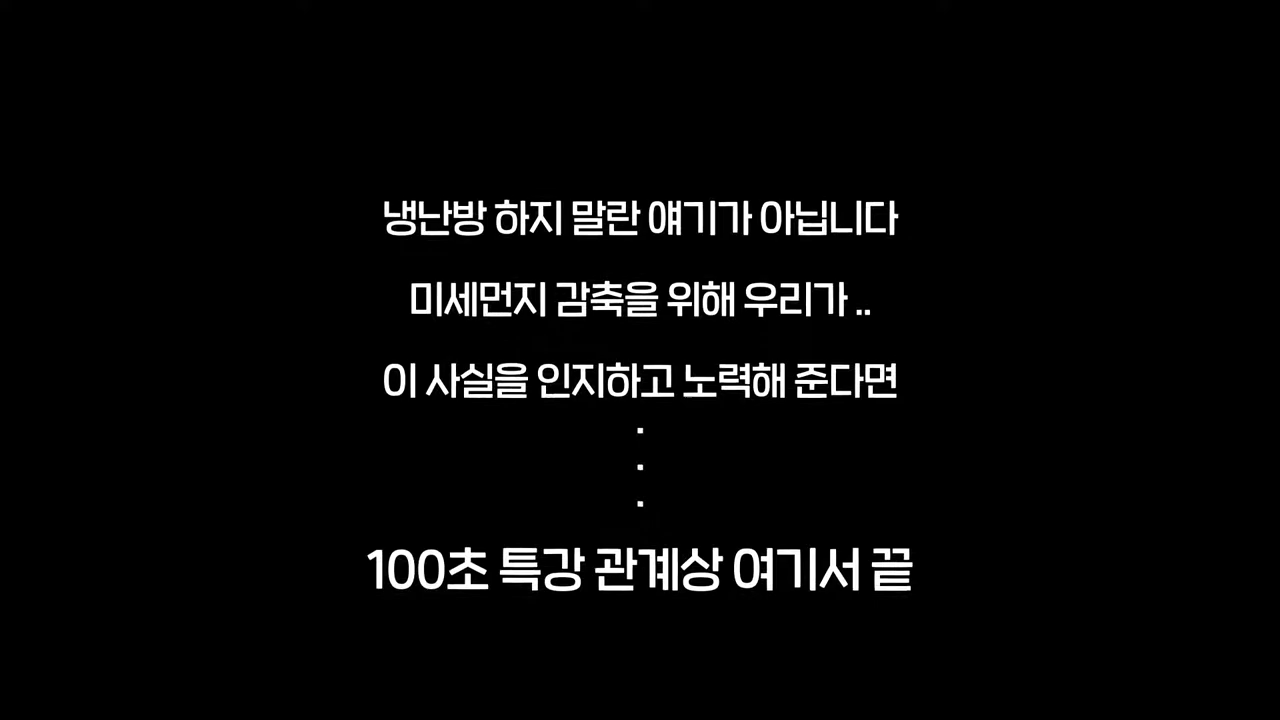 냉난방 하지 말란 얘기가 아닙니다
미세먼지 감축을 위해 우리가 ..
이 사실을 인지하고 노력해 준다면
.
.
.
100초 특강 관계상 여기서 끝